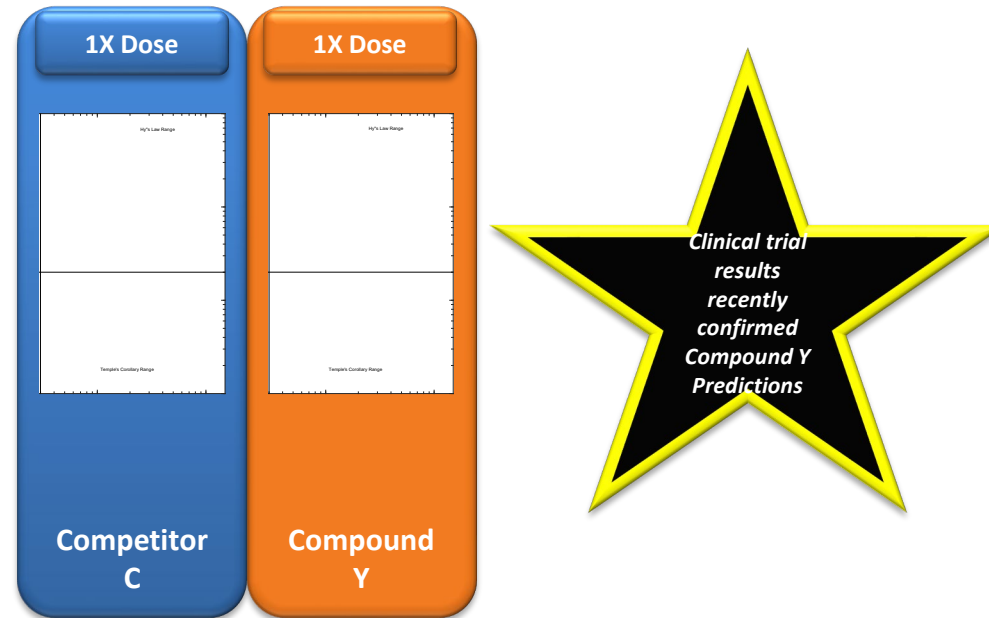 1X Dose
Hy"s Law Range
Temple's Corollary Range
Competitor
C
1X Dose
Hy"s Law Range
Temple's Corollary Range
Compound
Y
Clinical trial
results
recently
confirmed
Compound Y
Predictions